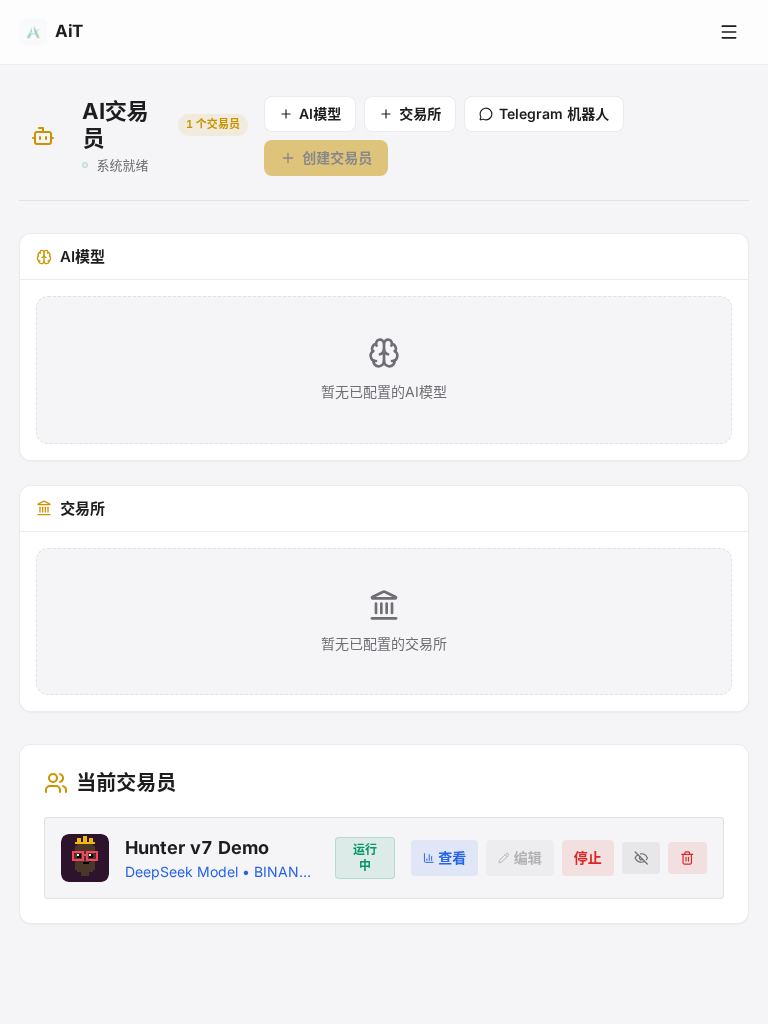 AiT
AI交易
员
1 个交易员
系统就绪
AI模型
交易所
Telegram 机器人
创建交易员
AI模型
暂无已配置的AI模型
交易所
暂无已配置的交易所
当前交易员
Hunter v7 Demo
DeepSeek Model • BINAN...
运行
中
查看
编辑
停止